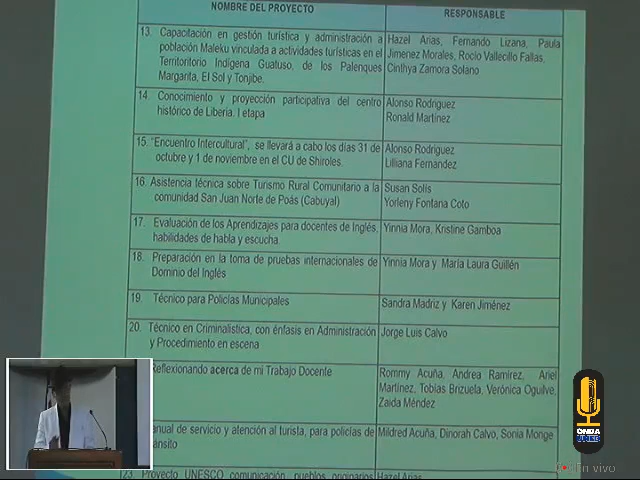 NOMBRE DEL PROYECTO
RESPONSABLE
13. Capacitación en gestión turística y administración a
población Maleku vinculada a actividades turísticas en el
Territoritorio Indígena Guatuso, de los Palenques
Margarita, El Sol y Tonjibe.
Hazel Arias, Fernando Lizana, Paula
Jimenez Morales, Rocío Vallecillo Fallas,
Cinthya Zamora Solano
14. Conocimiento y proyección participativa del centro
histórico de Liberia. I etapa
Alonso Rodríguez
Ronald Martínez
15. "Encuentro Intercultural", se llevará a cabo los días 31 de
octubre y 1 de noviembre en el CU de Shiroles.
Alonso Rodríguez
Lilliana Fernandez
16. Asistencia técnica sobre Turismo Rural Comunitario a la
comunidad San Juan Norte de Poás (Cabuyal)
Susan Solís
Yorleny Fontana Coto
17. Evaluación de los Aprendizajes para docentes de Inglés,
habilidades de habla y escucha.
Yinnia Mora, Kristine Gamboa
18. Preparación en la toma de pruebas internacionales de
Dominio del Inglés
Yinnia Mora y María Laura Guillén
19. Técnico para Policías Municipales
Sandra Madriz y Karen Jiménez
20. Técnico en Criminalística, con énfasis en Administración
y Procedimiento en escena
Jorge Luis Calvo
Reflexionando acerca de mi Trabajo Docente
Rommy Acuña, Andrea Ramírez, Ariel
Martinez, Tobías Brizuela, Verónica Ogulve,
Zaida Méndez
anual de servicio y atención al turista, para policías de
ánsito
Mildred Acuña, Dinorah Calvo, Sonia Monge
23. Proyecto UNESCO comunicación, pueblos originarios
Hazel Arias
ONDA
UNED
En vivo